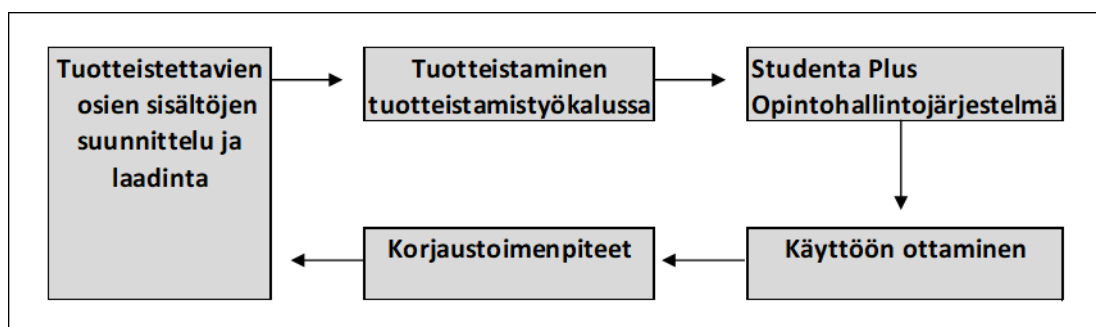 Tuotteistettavien
osien sisältöjen
suunnittelu ja
laadinta
Tuotteistaminen
tuotteistamistyökalussa
Studenta Plus
Opintohallintojärjestelmä
Käyttöön ottaminen
Korjaustoimenpiteet